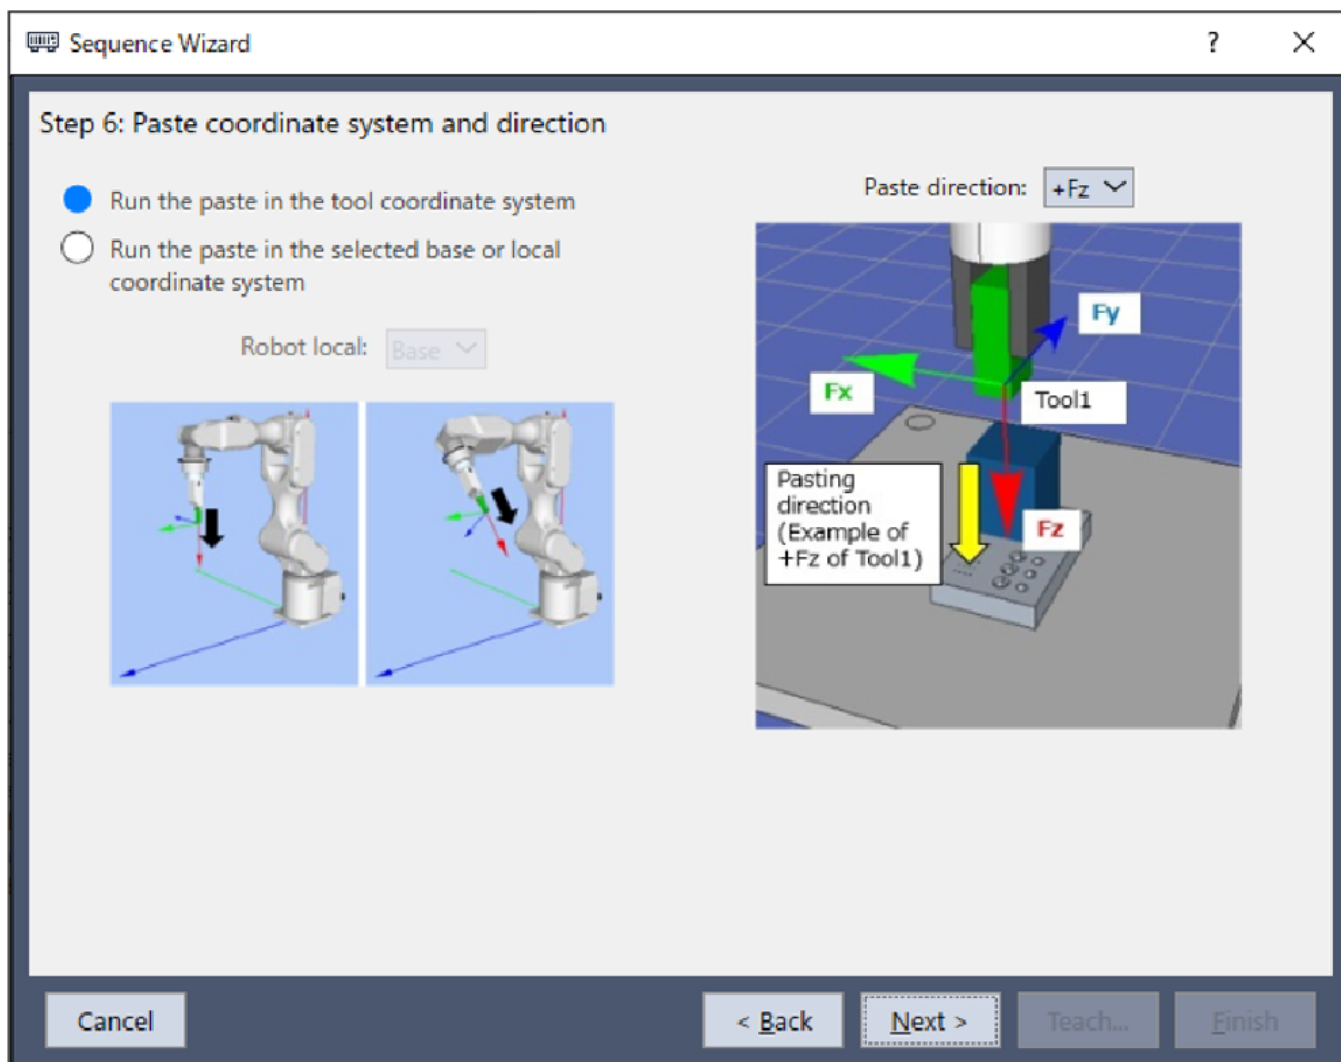 Sequence Wizard
?
Step 6: Paste coordinate system and direction
Run the paste in the tool coordinate system
Run the paste in the selected base or local
coordinate system
Robot local:
Base
Paste direction:
+Fz
Fy
Fx
Tool1
Pasting
direction
(Example of
+Fz of Tool1)
Fz
Cancel
< Back
Next >
Teach...
Finish